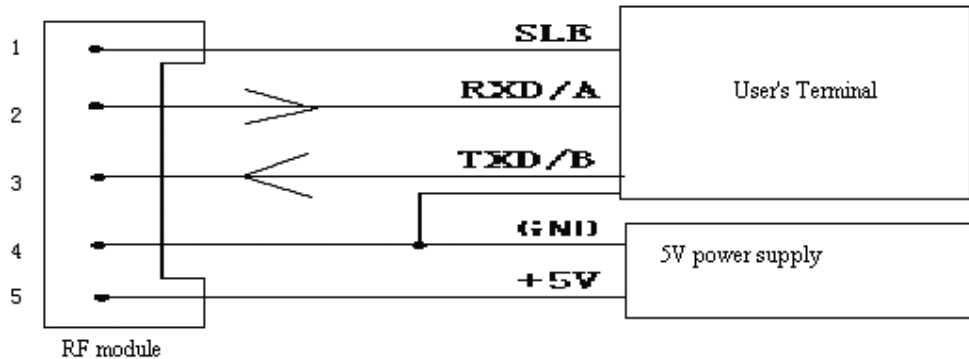 1 SLE
2 RXD/A
User's Terminal
3 TXD/B
4 GND
5V power supply
5 +5V
RF module